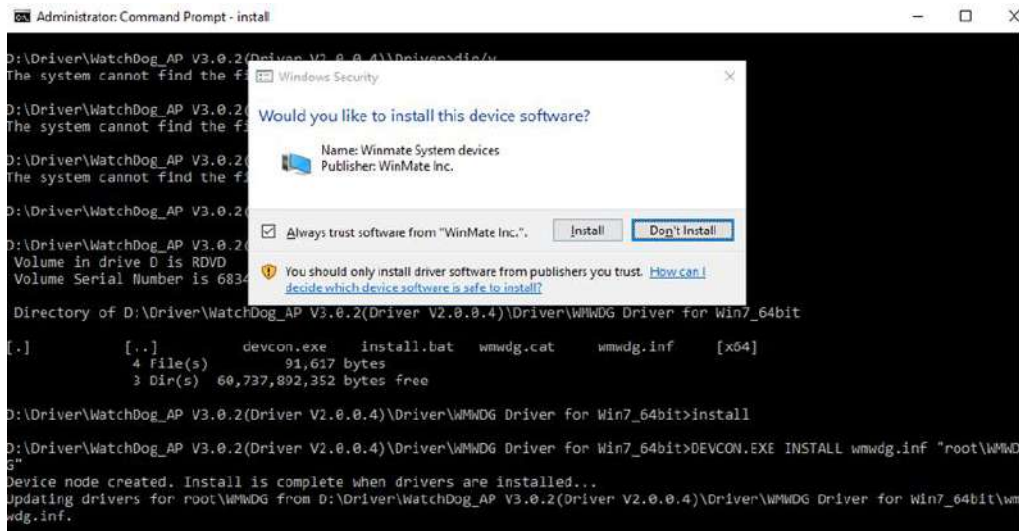 Administrator: Command Prompt - install
D:\Driver\WatchDog_AP V3.0.2(Driver V2.0.0.4)\Driver>dir/w
The system cannot find the fi
D:\Driver\WatchDog_AP V3.0.2(
The system cannot find the fi
D:\Driver\WatchDog_AP V3.0.2(
The system cannot find the fi
D:\Driver\WatchDog_AP V3.0.2(
D:\Driver\WatchDog_AP V3.0.2(
Volume in drive D is RDVD
Volume Serial Number is 6834
Windows Security
Would you like to install this device software?
Name: Winmate System devices
Publisher: WinMate Inc.
Always trust software from "WinMate Inc.".
Install
Don't Install
You should only install driver software from publishers you trust. How can I
decide which device software is safe to install?
Directory of D:\Driver\WatchDog_AP V3.0.2(Driver V2.0.0.4)\Driver\WMWDG Driver for Win7_64bit
[.] [..] devcon.exe install.bat wmwdg.cat wmwdg.inf [x64]
4 File(s) 91,617 bytes
3 Dir(s) 60,737,892,352 bytes free
D:\Driver\WatchDog_AP V3.0.2(Driver V2.0.0.4)\Driver\WMWDG Driver for Win7_64bit>install
D:\Driver\WatchDog_AP V3.0.2(Driver V2.0.0.4)\Driver\WMWDG Driver for Win7_64bit>DEVCON.EXE INSTALL wmwdg.inf "root\WMWD
G"
Device node created. Install is complete when drivers are installed...
Updating drivers for root\WMWDG from D:\Driver\WatchDog_AP V3.0.2(Driver V2.0.0.4)\Driver\WMWDG Driver for Win7_64bit\wm
wdg.inf.